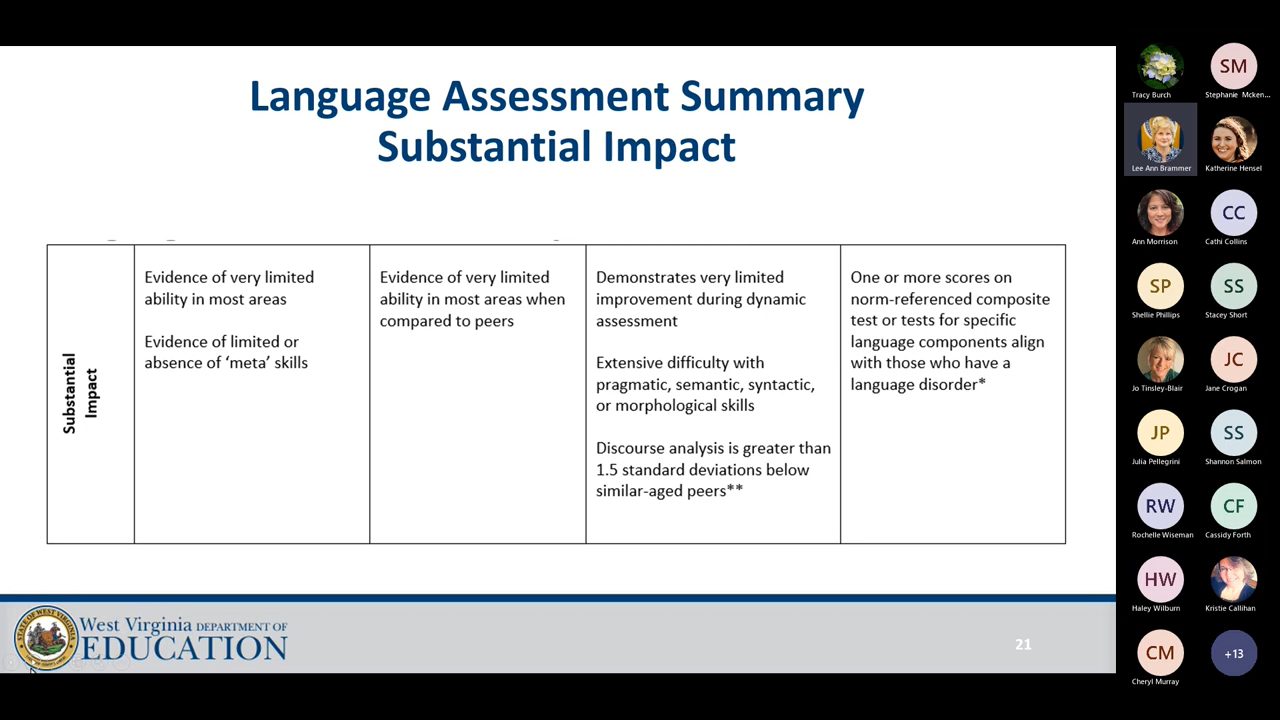 Language Assessment Summary
Substantial Impact
Substantial
Impact
Evidence of very limited
ability in most areas
Evidence of limited or
absence of ‘meta’ skills
Evidence of very limited
ability in most areas when
compared to peers
Demonstrates very limited
improvement during dynamic
assessment
Extensive difficulty with
pragmatic, semantic, syntactic,
or morphological skills
Discourse analysis is greater than
1.5 standard deviations below
similar-aged peers**
One or more scores on
norm-referenced composite
test or tests for specific
language components align
with those who have a
language disorder*
West Virginia DEPARTMENT OF
EDUCATION
21
Tracy Burch
SM
Stephanie Mcken...
Lee Ann Brammer
Katherine Hensel
Ann Morrison
CC
Cathi Collins
SP
Shellie Phillips
SS
Stacey Short
Jo Tinsley-Blair
JC
Jane Crogan
JP
Julia Pellegrini
SS
Shannon Salmon
RW
Rochelle Wiseman
CF
Cassidy Forth
HW
Haley Wilburn
Kristie Callihan
CM
Cheryl Murray
+13